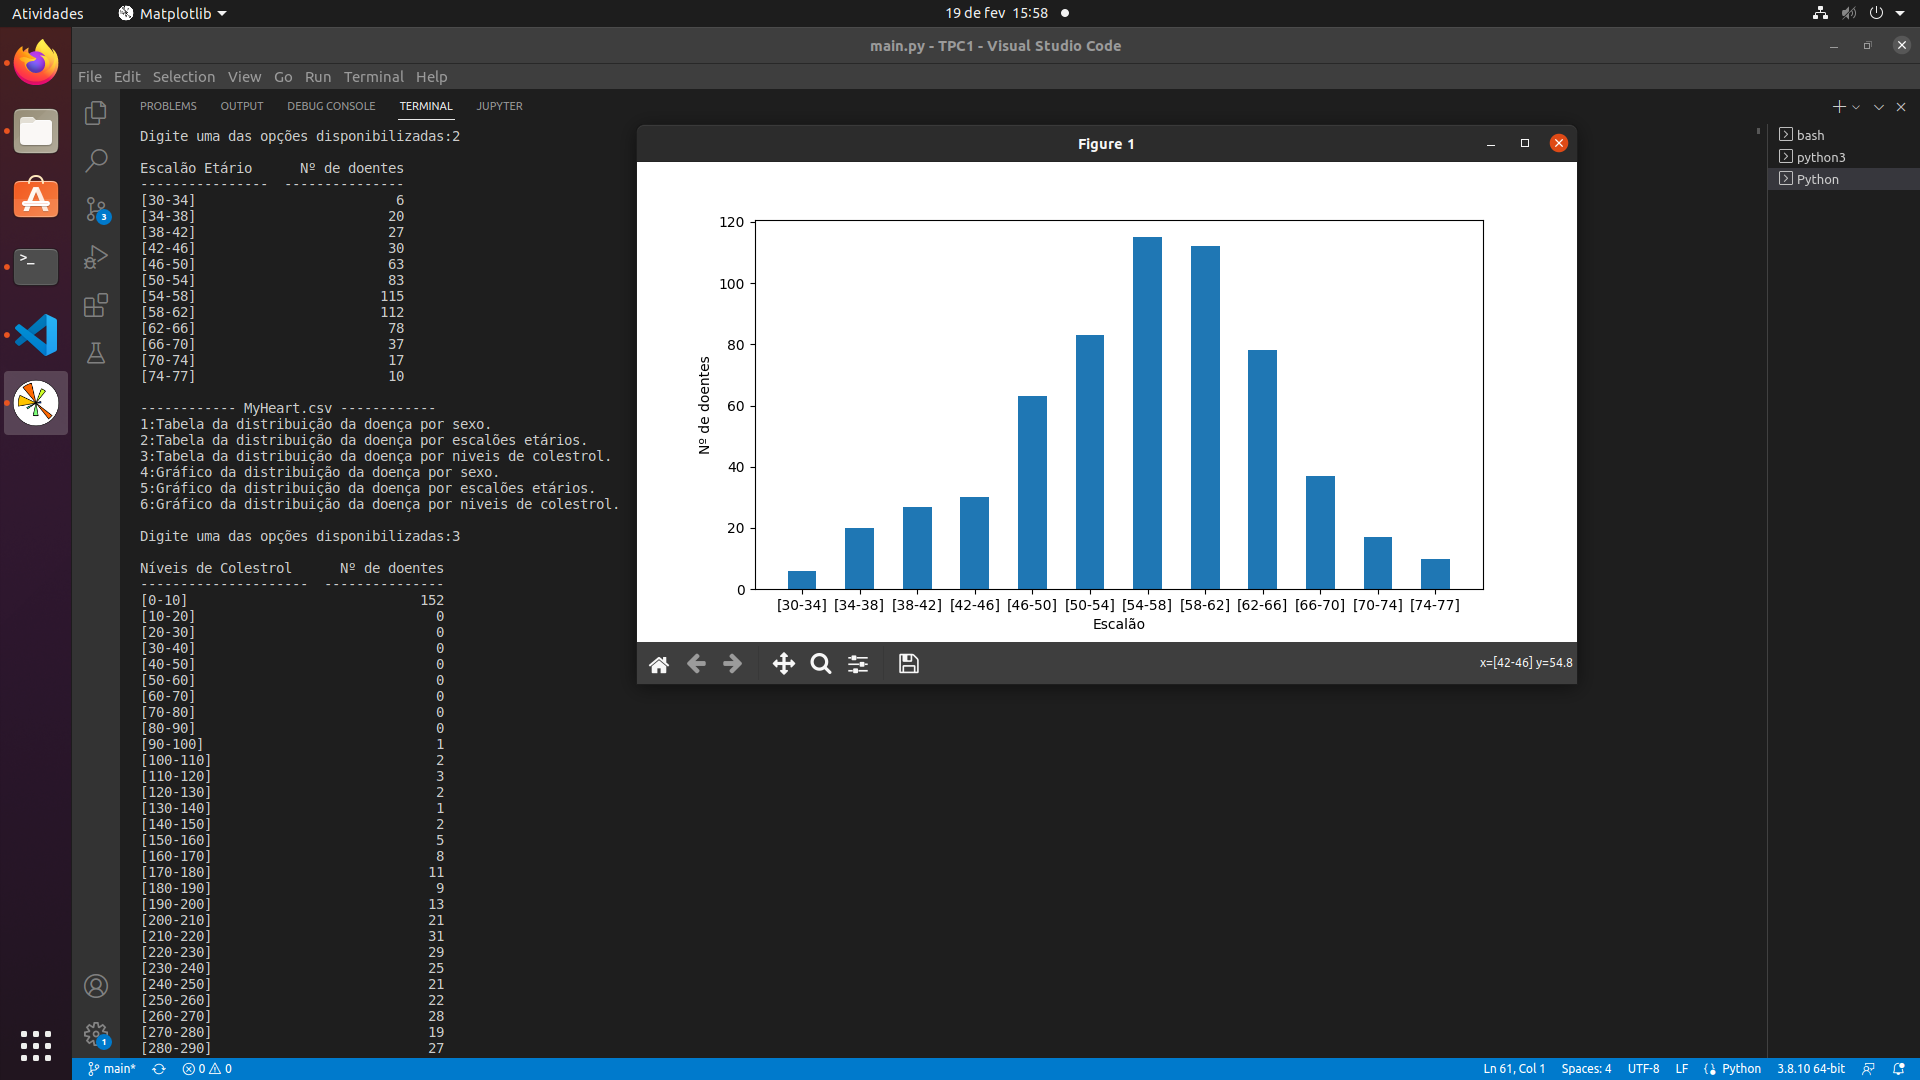 Atividades
Matplotlib
19 de fev 15:58
main.py - TPC1 - Visual Studio Code
File Edit Selection View Go Run Terminal Help
PROBLEMS OUTPUT DEBUG CONSOLE TERMINAL JUPYTER
Digite uma das opções disponibilizadas:2
Escalão Etário Nº de doentes
---------------- ---------------
[30-34] 6
[34-38] 20
[38-42] 27
[42-46] 30
[46-50] 63
[50-54] 83
[54-58] 115
[58-62] 112
[62-66] 78
[66-70] 37
[70-74] 17
[74-77] 10
------------ MyHeart.csv ------------
1:Tabela da distribuição da doença por sexo.
2:Tabela da distribuição da doença por escalões etários.
3:Tabela da distribuição da doença por niveis de colestrol.
4:Gráfico da distribuição da doença por sexo.
5:Gráfico da distribuição da doença por escalões etários.
6:Gráfico da distribuição da doença por niveis de colestrol.
Digite uma das opções disponibilizadas:3
Níveis de Colestrol Nº de doentes
--------------------- ---------------
[0-10] 152
[10-20] 0
[20-30] 0
[30-40] 0
[40-50] 0
[50-60] 0
[60-70] 0
[70-80] 0
[80-90] 0
[90-100] 1
[100-110] 2
[110-120] 3
[120-130] 2
[130-140] 1
[140-150] 2
[150-160] 5
[160-170] 8
[170-180] 11
[180-190] 9
[190-200] 13
[200-210] 21
[210-220] 31
[220-230] 29
[230-240] 25
[240-250] 21
[250-260] 22
[260-270] 28
[270-280] 19
[280-290] 27
Figure 1
120
100
80
60
40
20
0
Nº de doentes
[30-34] [34-38] [38-42] [42-46] [46-50] [50-54] [54-58] [58-62] [62-66] [66-70] [70-74] [74-77]
Escalão
x=[42-46] y=54.8
bash
python3
Python
3
1
main* 0 0
Ln 61, Col 1 Spaces: 4 UTF-8 LF Python 3.8.10 64-bit